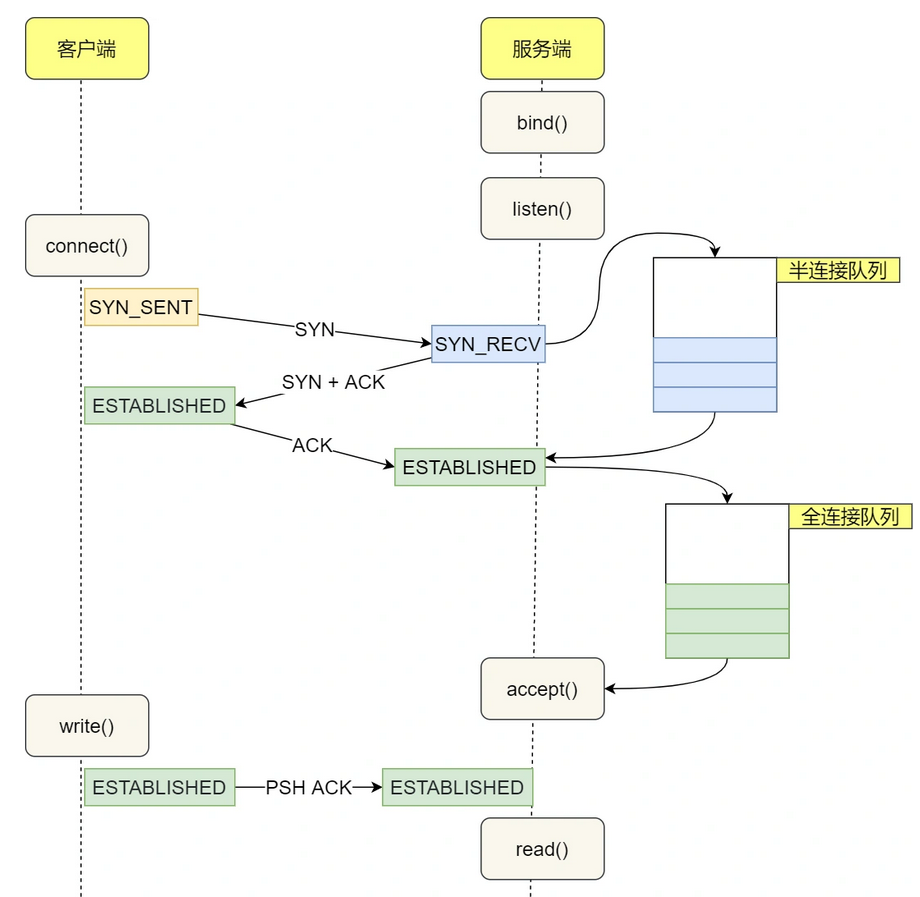 客户端
服务端
bind()
listen()
connect()
半连接队列
SYN_SENT
SYN
SYN_RECV
SYN + ACK
ESTABLISHED
ACK
ESTABLISHED
全连接队列
accept()
write()
ESTABLISHED
PSH ACK
ESTABLISHED
read()